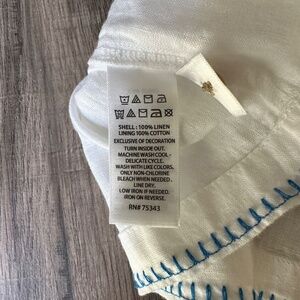 SHELL : 100% LINEN
LINING 100% COTTON
EXCLUSIVE OF DECORATION
TURN INSIDE OUT.
MACHINE WASH COOL -
DELICATE CYCLE.
WASH WITH LIKE COLORS.
ONLY NON-CHLORINE
BLEACH WHEN NEEDED.
LINE DRY.
LOW IRON IF NEEDED.
IRON ON REVERSE.
RN# 75343